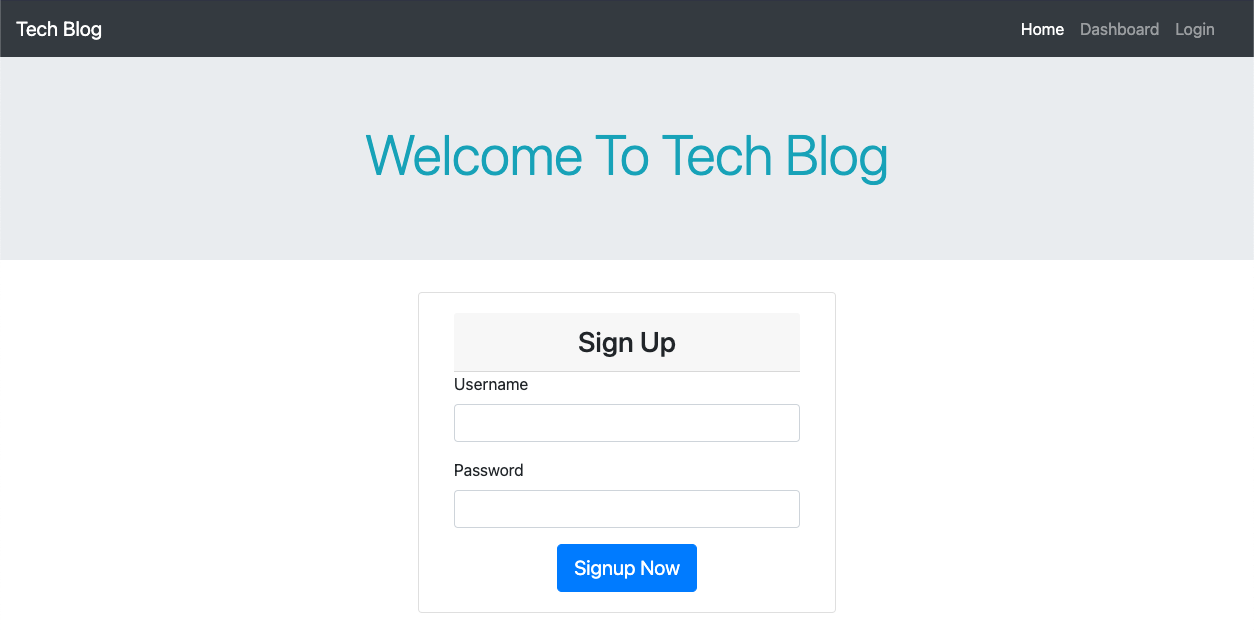 Tech Blog
Home Dashboard Login
Welcome To Tech Blog
Sign Up
Username
Password
Signup Now